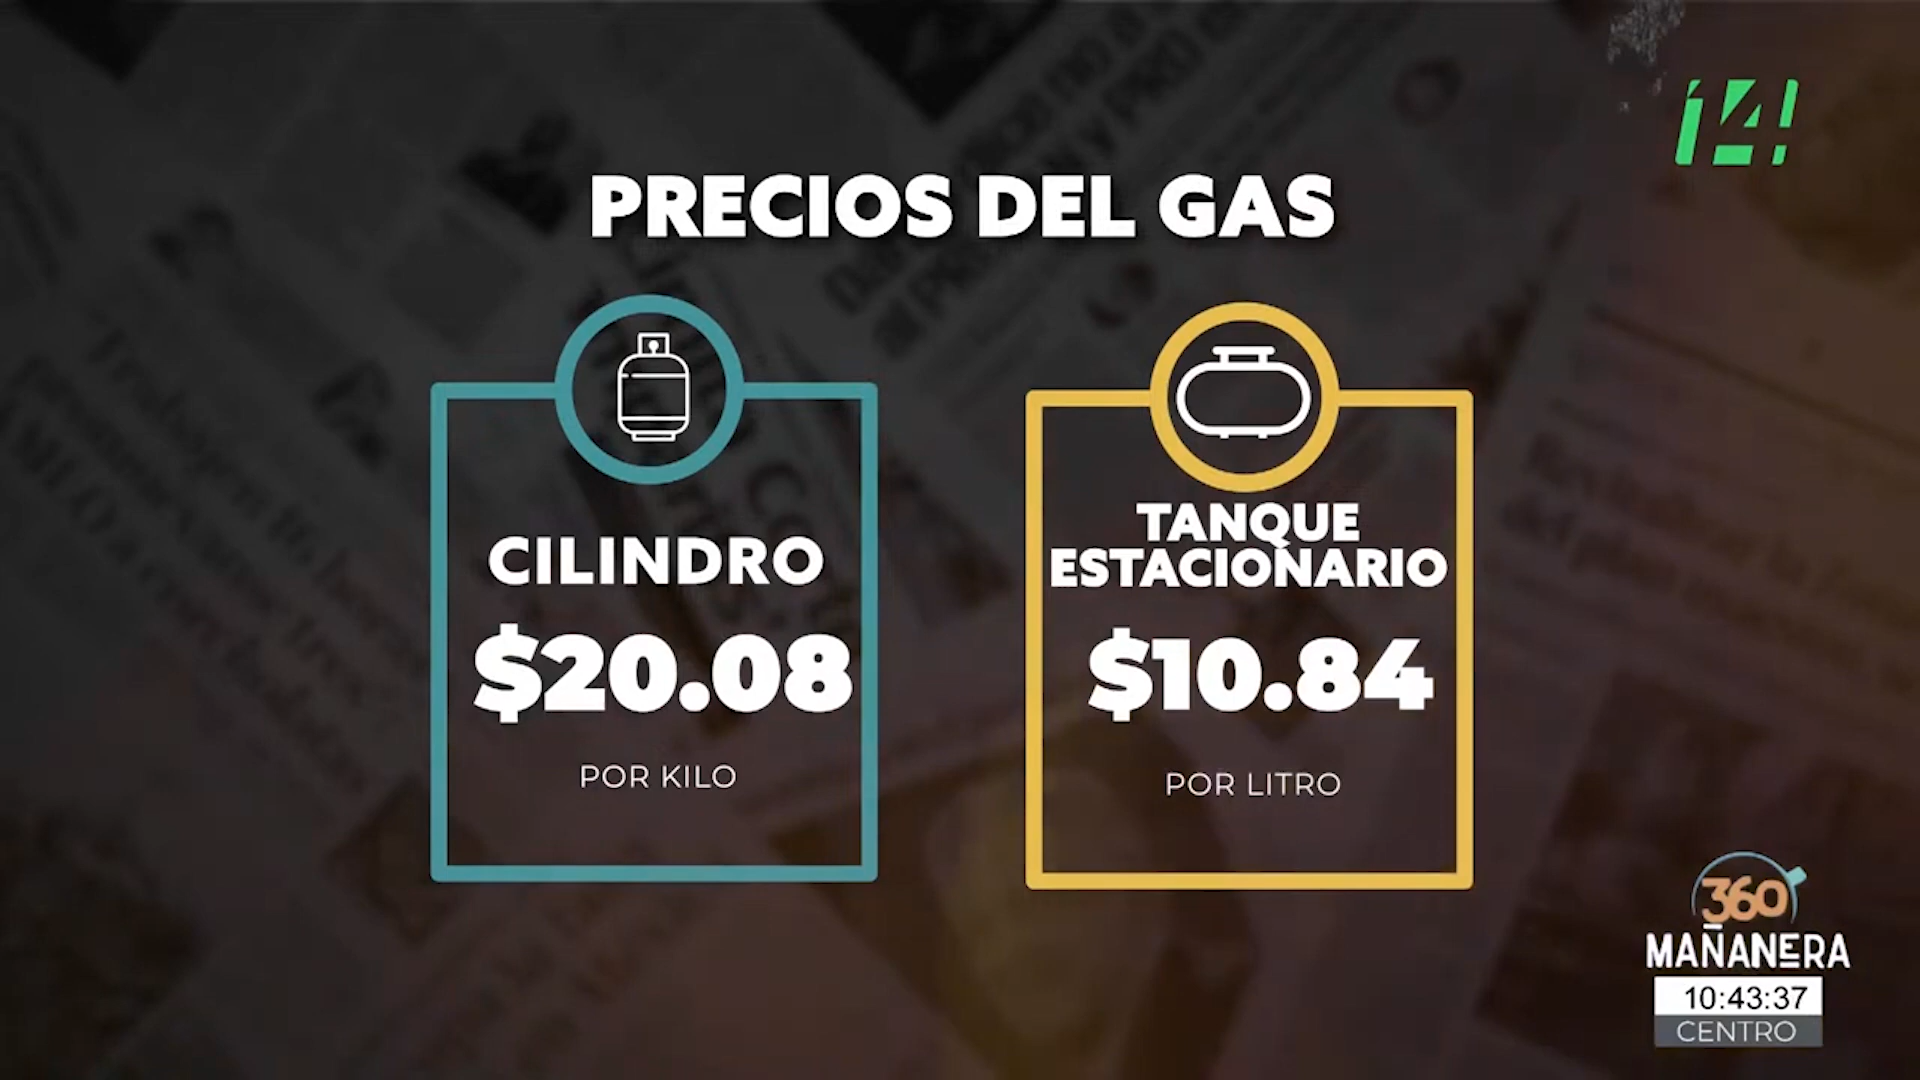 14!
PRECIOS DEL GAS
CILINDRO
$20.08
POR KILO
TANQUE
ESTACIONARIO
$10.84
POR LITRO
360
MAÑANERA
10:43:37
CENTRO